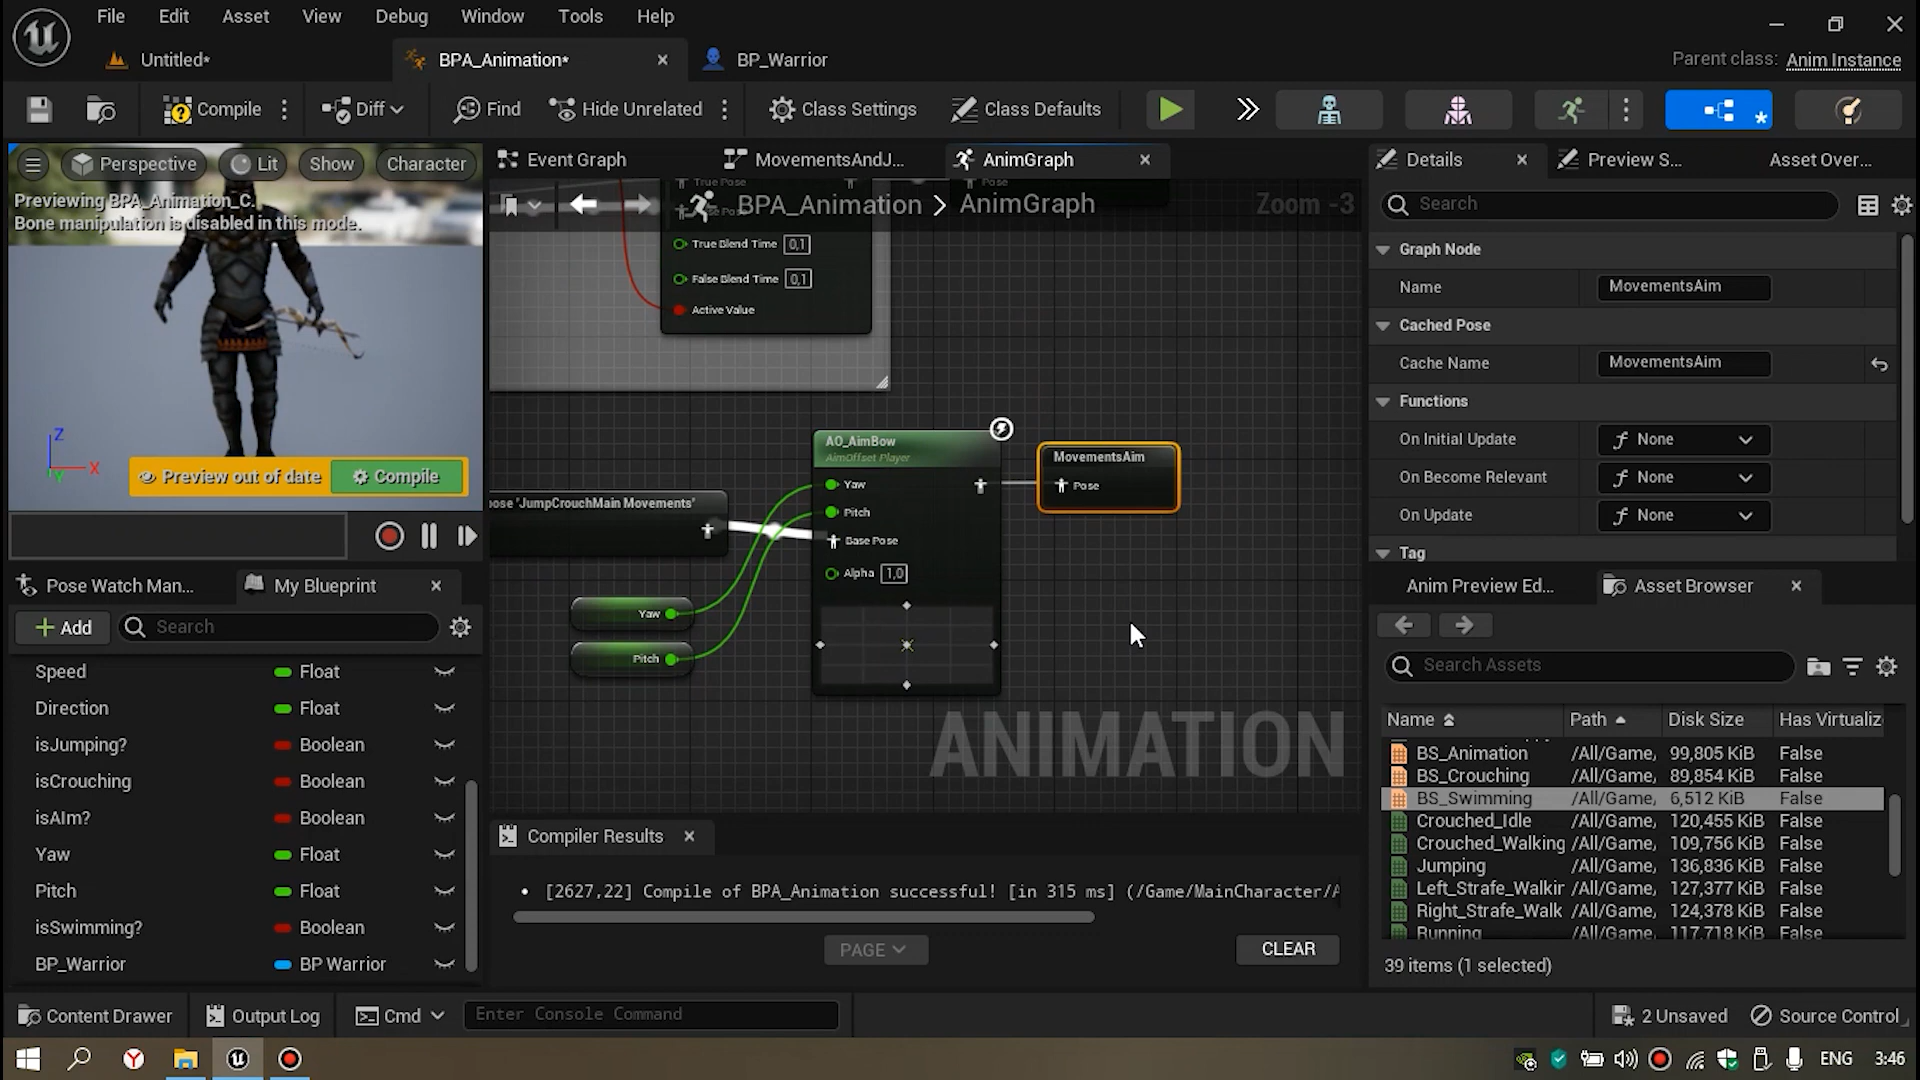 File Edit Asset View Debug Window Tools Help
Untitled* BPA_Animation* BP_Warrior Parent class: Anim Instance
Compile Diff Find Hide Unrelated Class Settings Class Defaults
Perspective Lit Show Character
Previewing BPA_Animation_C.
Bone manipulation is disabled in this mode.
Z
X
Y
Preview out of date Compile
Pose Watch Man... My Blueprint
Add Search
Speed Float
Direction Float
isJumping? Boolean
isCrouching Boolean
isAIm? Boolean
Yaw Float
Pitch Float
isSwimming? Boolean
BP_Warrior BP Warrior
Event Graph MovementsAndJ... AnimGraph
True Pose
Pose
BPA_Animation > AnimGraph Zoom -3
True Blend Time 0,1
False Blend Time 0,1
Active Value
AO_AimBow
AimOffset Player
Yaw
Pitch
Base Pose
Alpha 1,0
MovementsAim
Pose
ose 'JumpCrouchMain Movements'
Yaw
Pitch
ANIMATION
Compiler Results
• [2627,22] Compile of BPA_Animation successful! [in 315 ms] (/Game/MainCharacter/A
PAGE CLEAR
Details Preview S... Asset Over...
Search
Graph Node
Name MovementsAim
Cached Pose
Cache Name MovementsAim
Functions
On Initial Update None
On Become Relevant None
On Update None
Tag
Anim Preview Ed... Asset Browser
Search Assets
Name Path Disk Size Has Virtualiz
BS_Animation /All/Game, 99,805 KiB False
BS_Crouching /All/Game, 89,854 KiB False
BS_Swimming /All/Game, 6,512 KiB False
Crouched_Idle /All/Game, 120,455 KiB False
Crouched_Walking /All/Game, 109,756 KiB False
Jumping /All/Game, 136,836 KiB False
Left_Strafe_Walkin /All/Game, 127,377 KiB False
Right_Strafe_Walk /All/Game, 124,378 KiB False
Running /All/Game, 117,718 KiB False
39 items (1 selected)
Content Drawer Output Log Cmd Enter Console Command 2 Unsaved Source Control
ENG 3:46